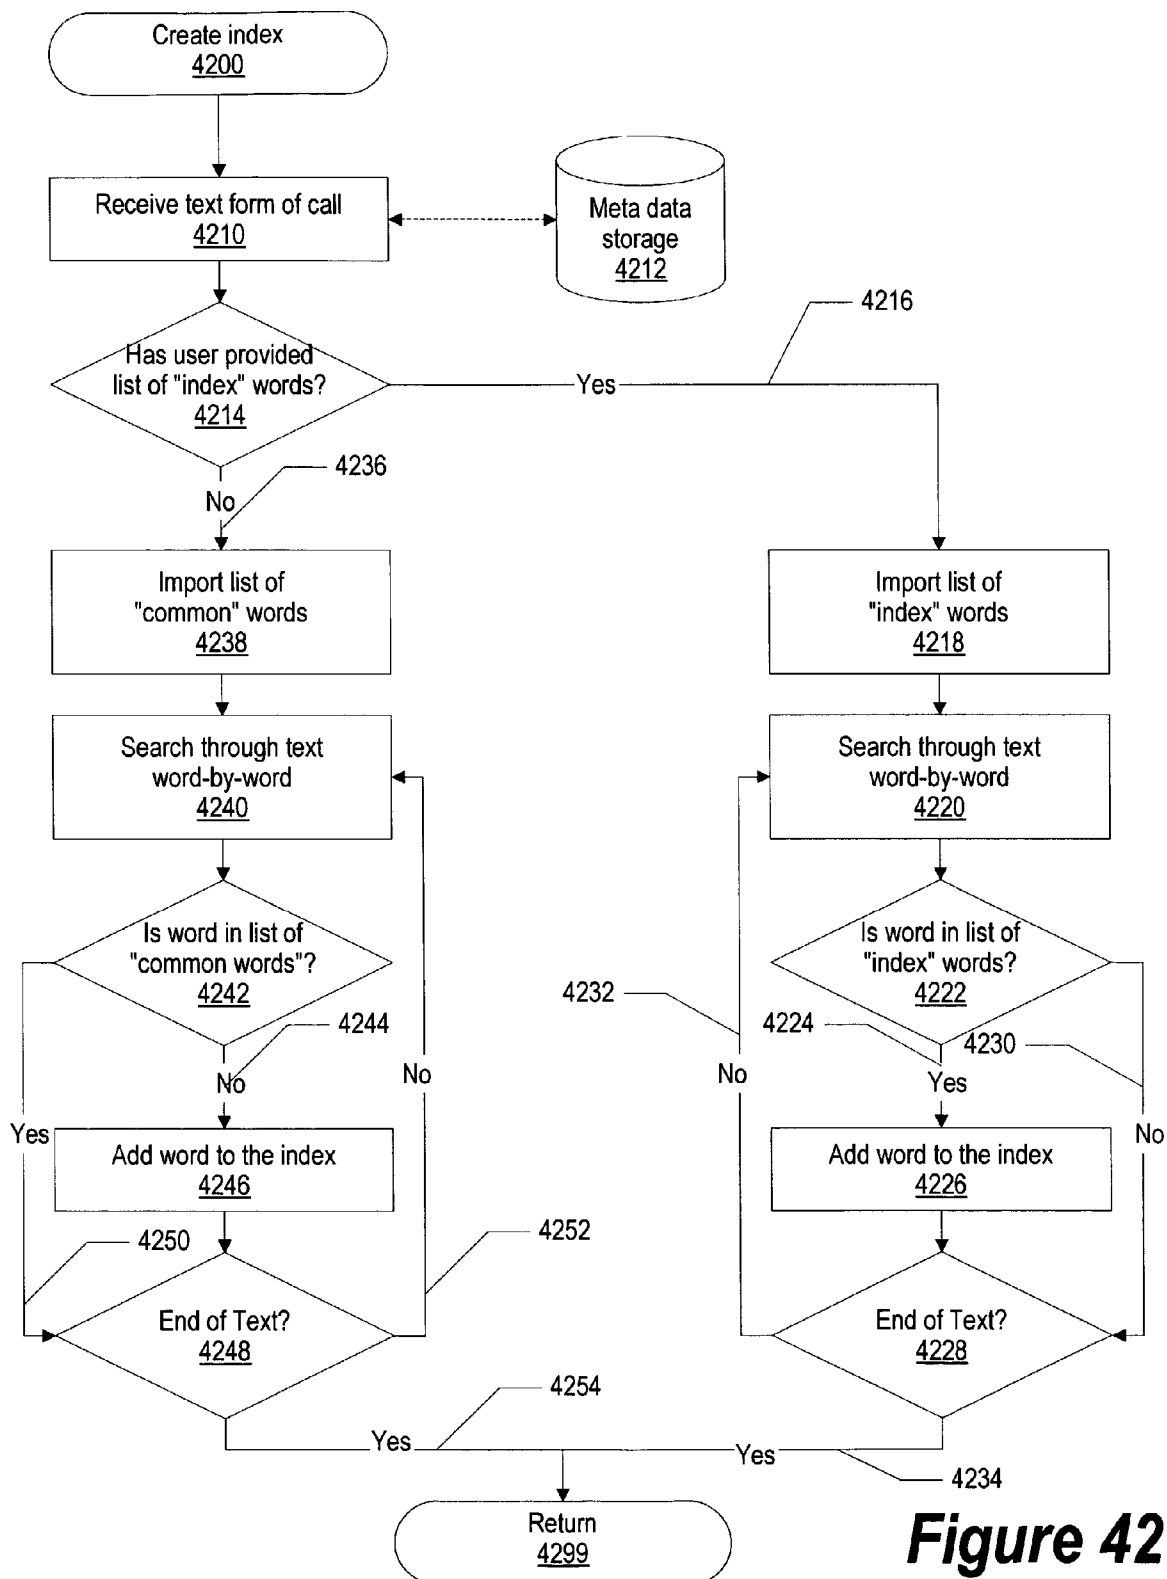 Create index
4200
Receive text form of call
4210
Meta data
storage
4212
4216
Has user provided
list of "index" words?
4214
Yes
4236
No
Import list of
"common" words
4238
Import list of
"index" words
4218
Search through text
word-by-word
4240
Search through text
word-by-word
4220
Is word in list of
"common words"?
4242
Is word in list of
"index" words?
4222
4232
4244
4224
4230
No
No
No
Yes
Yes
No
Add word to the index
4246
Add word to the index
4226
4250
4252
End of Text?
4248
End of Text?
4228
4254
Yes
Yes
4234
Return
4299
Figure 42